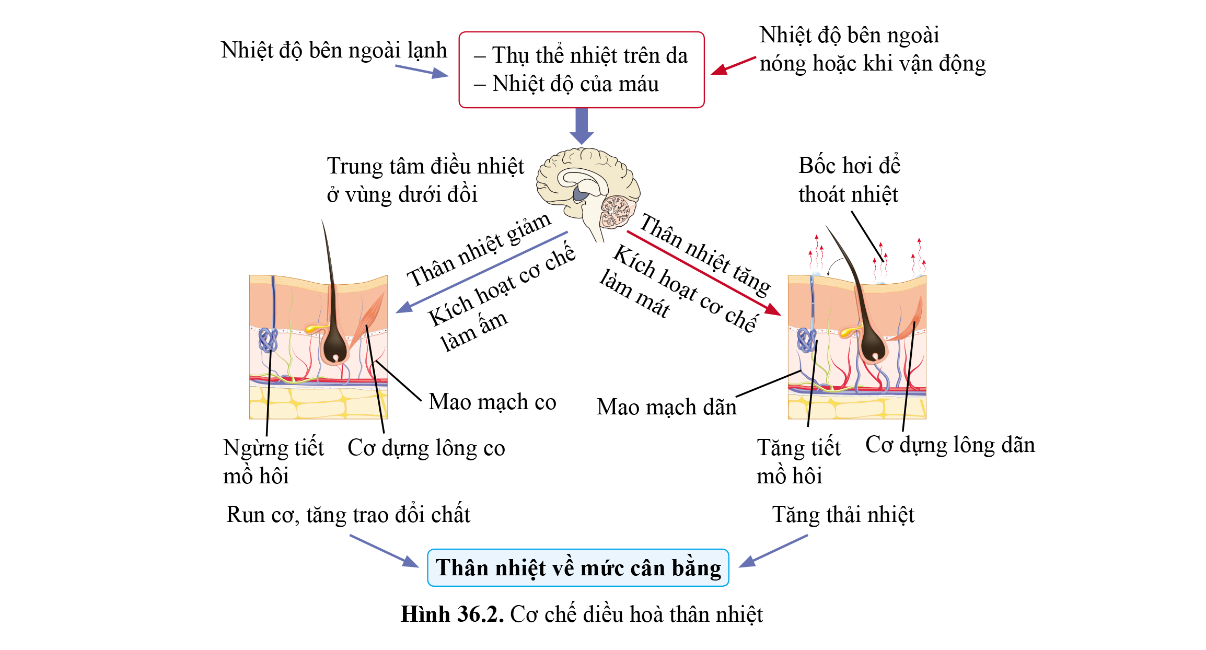 Nhiệt độ bên ngoài lạnh
– Thụ thể nhiệt trên da
– Nhiệt độ của máu
Nhiệt độ bên ngoài
nóng hoặc khi vận động
Trung tâm điều nhiệt
ở vùng dưới đồi
Bốc hơi để
thoát nhiệt
Thân nhiệt giảm
Kích hoạt cơ chế
làm ấm
Thân nhiệt tăng
Kích hoạt cơ chế
làm mát
Mao mạch co
Mao mạch dãn
Ngừng tiết
mồ hôi
Cơ dựng lông co
Tăng tiết
mồ hôi
Cơ dựng lông dãn
Run cơ, tăng trao đổi chất
Tăng thải nhiệt
Thân nhiệt về mức cân bằng
Hình 36.2. Cơ chế điều hoà thân nhiệt